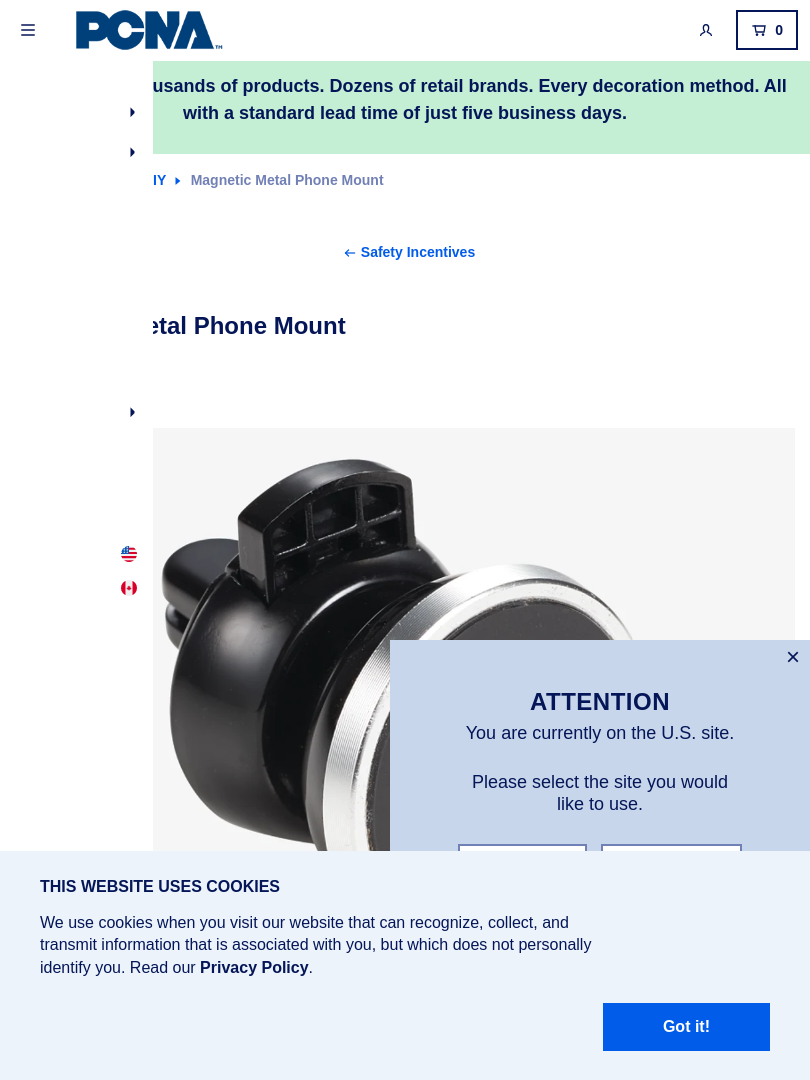 PCNA™
0
usands of products. Dozens of retail brands. Every decoration method. All
with a standard lead time of just five business days.
IY
Magnetic Metal Phone Mount
← Safety Incentives
etal Phone Mount
×
ATTENTION
You are currently on the U.S. site.
Please select the site you would
like to use.
THIS WEBSITE USES COOKIES
We use cookies when you visit our website that can recognize, collect, and
transmit information that is associated with you, but which does not personally
identify you. Read our Privacy Policy.
Got it!